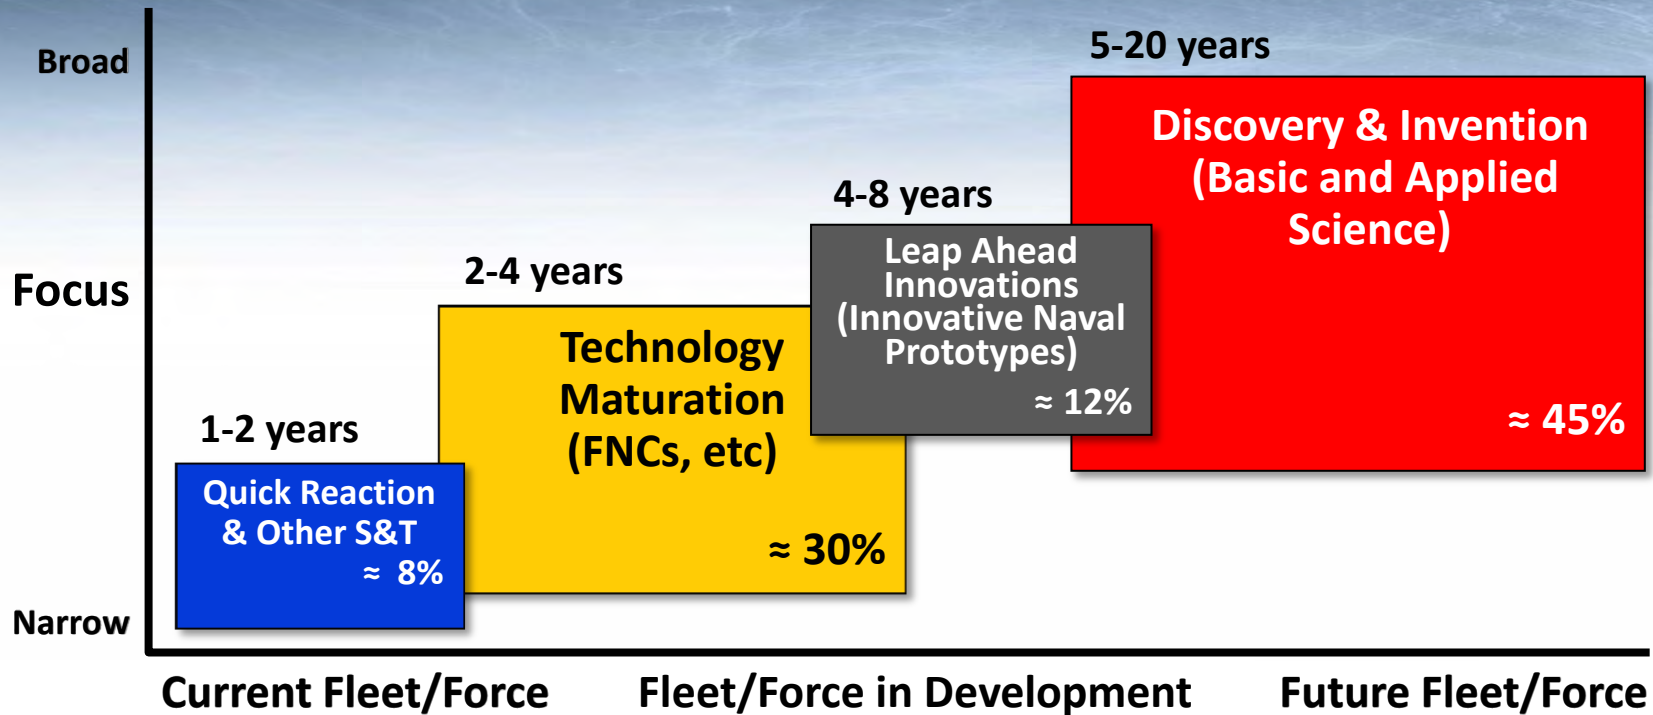 Broad
Focus
Narrow
5-20 years
Discovery & Invention
(Basic and Applied
Science)
≈ 45%
4-8 years
Leap Ahead
Innovations
(Innovative Naval
Prototypes)
≈ 12%
2-4 years
Technology
Maturation
(FNCs, etc)
≈ 30%
1-2 years
Quick Reaction
& Other S&T
≈ 8%
Current Fleet/Force
Fleet/Force in Development
Future Fleet/Force